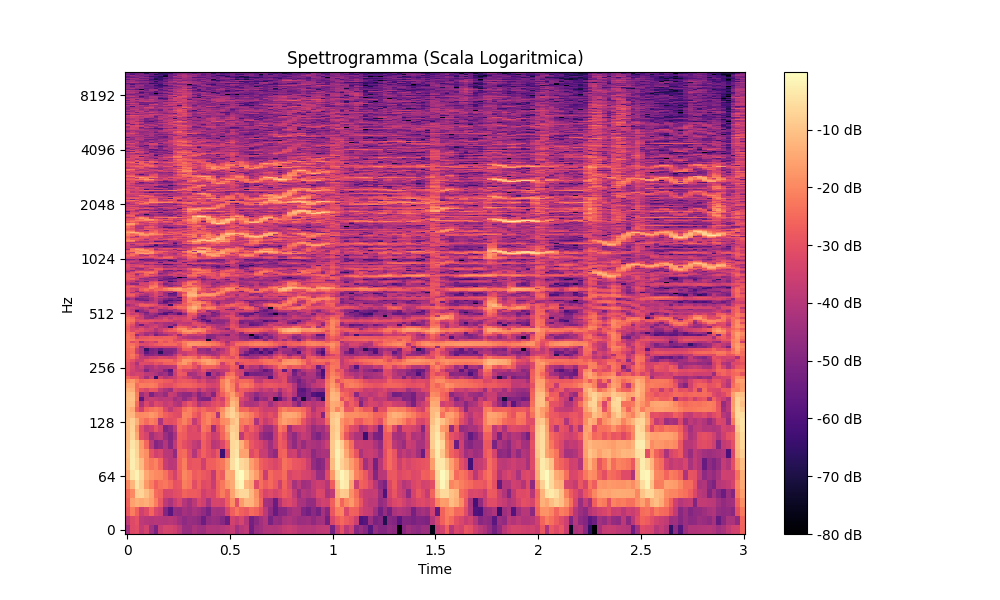 Spettrogramma (Scala Logaritmica)
8192
4096
2048
1024
512
256
128
64
0
Hz
0 0.5 1 1.5 2 2.5 3
Time
-10 dB
-20 dB
-30 dB
-40 dB
-50 dB
-60 dB
-70 dB
-80 dB